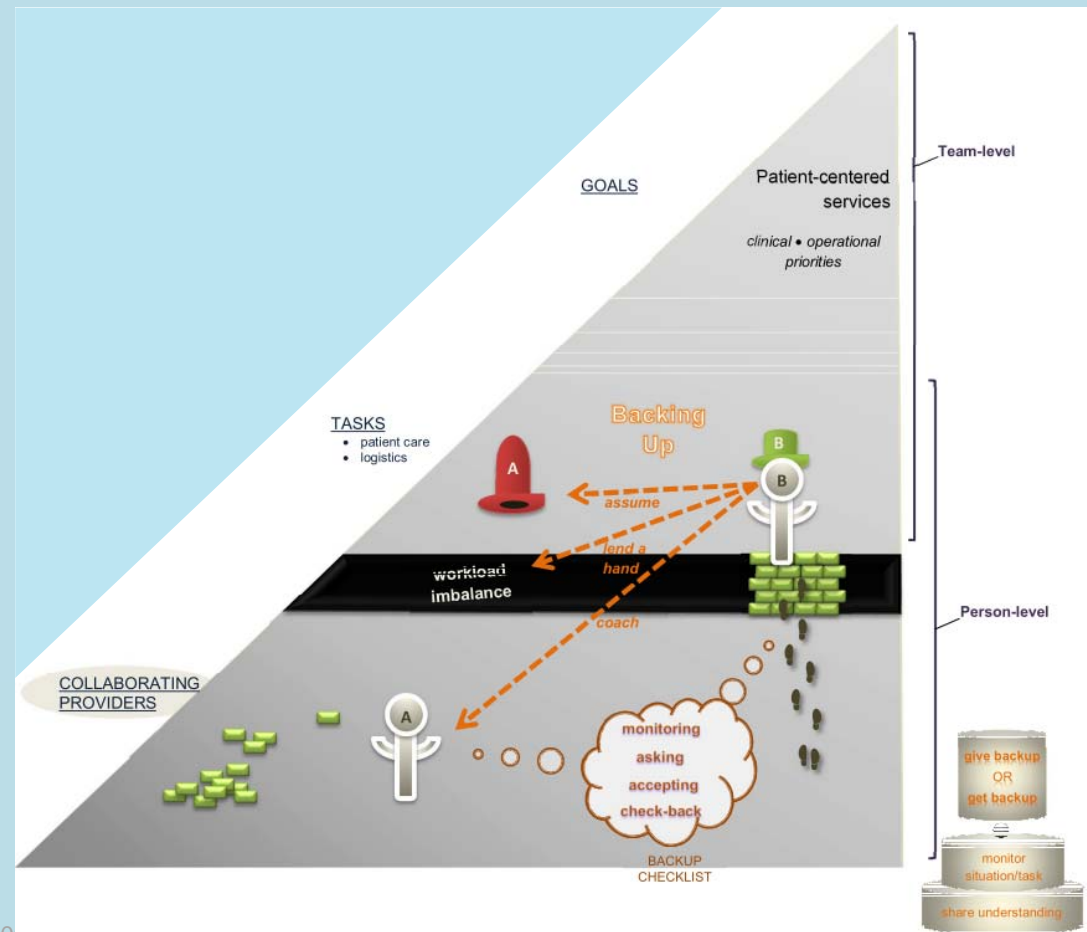 Team-level
GOALS
Patient-centered
services
clinical • operational
priorities
Backing
Up
TASKS
• patient care
• logistics
A
B
B
assume
lend a
hand
workload
imbalance
coach
Person-level
COLLABORATING
PROVIDERS
A
monitoring
asking
accepting
check-back
BACKUP
CHECKLIST
give backup
OR
get backup
monitor
situation/task
share understanding